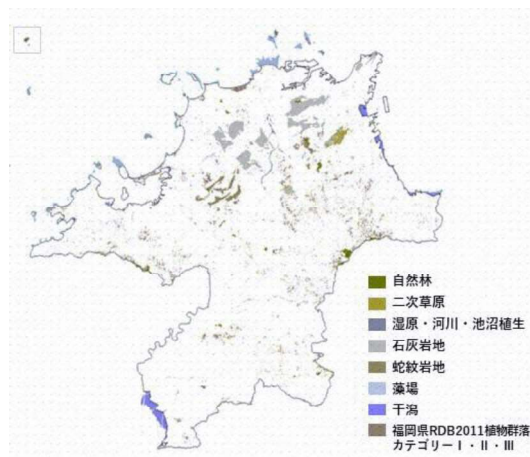 自然林
二次草原
湿原・河川・池沼植生
石灰岩地
蛇紋岩地
藻場
干潟
福岡県RDB2011植物群落
カテゴリーⅠ・Ⅱ・Ⅲ